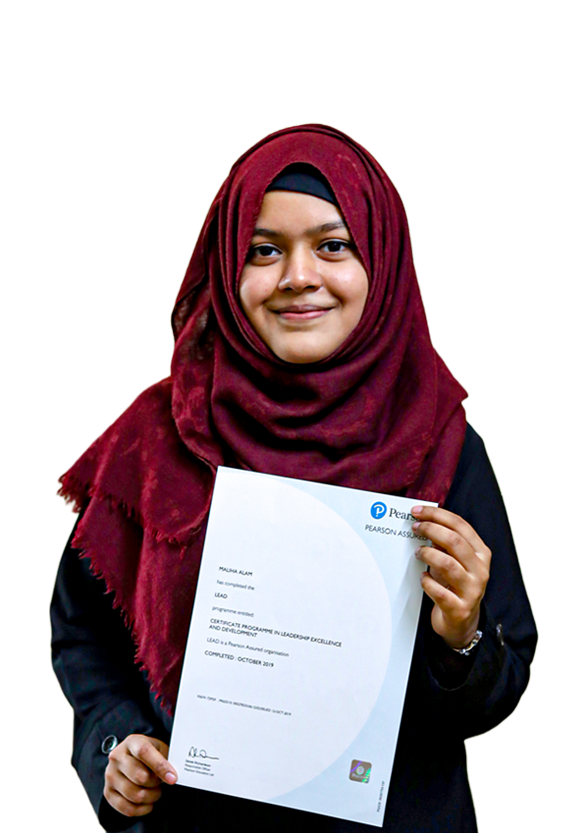 Pears
PEARSON ASSURED
MALIHA ALAM
has completed the
LEAD
programme entitled:
CERTIFICATE PROGRAMME IN LEADERSHIP EXCELLENCE
AND DEVELOPMENT
LEAD is a Pearson Assured organisation
COMPLETED : OCTOBER 2019